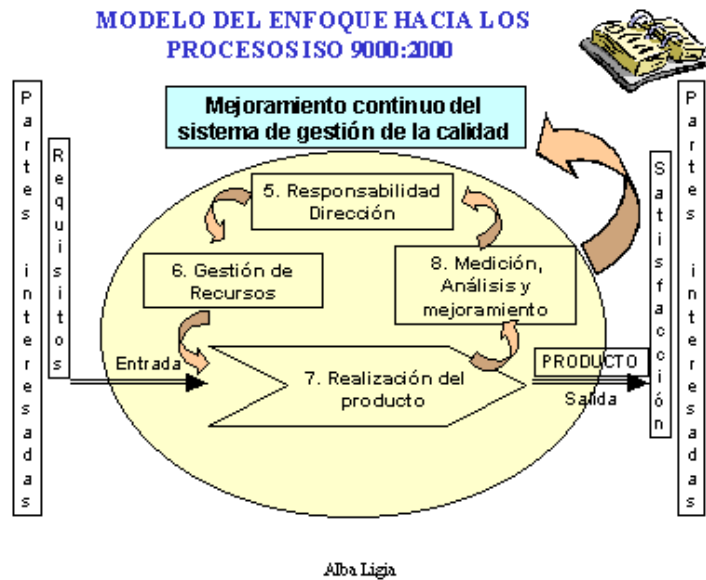 MODELO DEL ENFOQUE HACIA LOS
PROCESOS ISO 9000:2000
Partes interesadas
Requisitos
Mejoramiento continuo del
sistema de gestión de la calidad
5. Responsabilidad
Dirección
6. Gestión de
Recursos
8. Medición,
Análisis y
mejoramiento
Entrada
7. Realización del
producto
PRODUCTO
Salida
Satisfacción
Partes interesadas
Alba Ligia